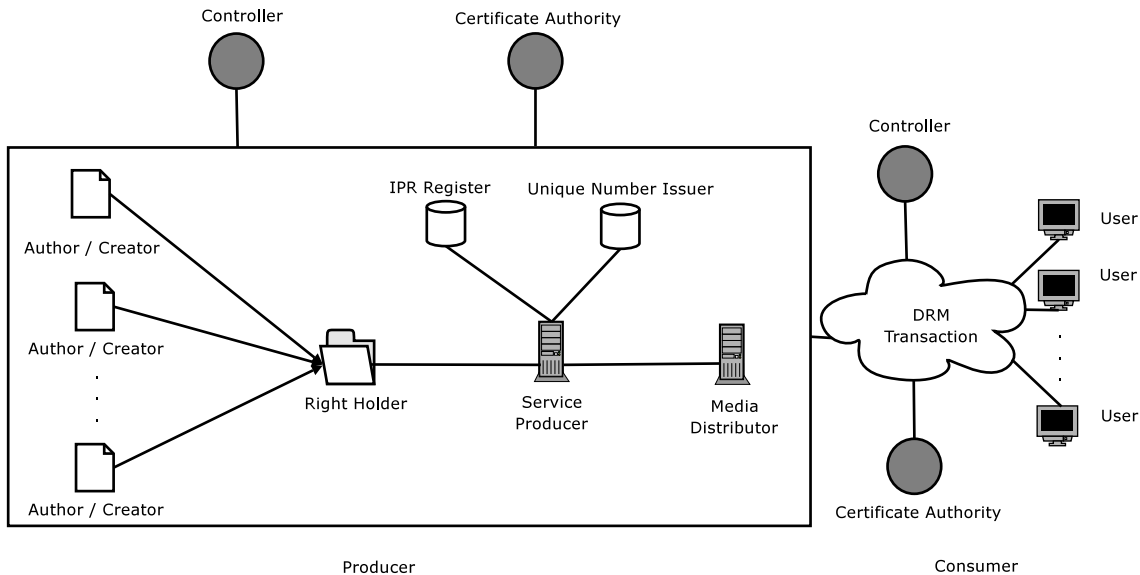 Controller
Certificate Authority
Controller
IPR Register
Unique Number Issuer
User
Author / Creator
User
DRM
Transaction
Author / Creator
Right Holder
Service
Producer
Media
Distributor
User
Author / Creator
Certificate Authority
Producer
Consumer